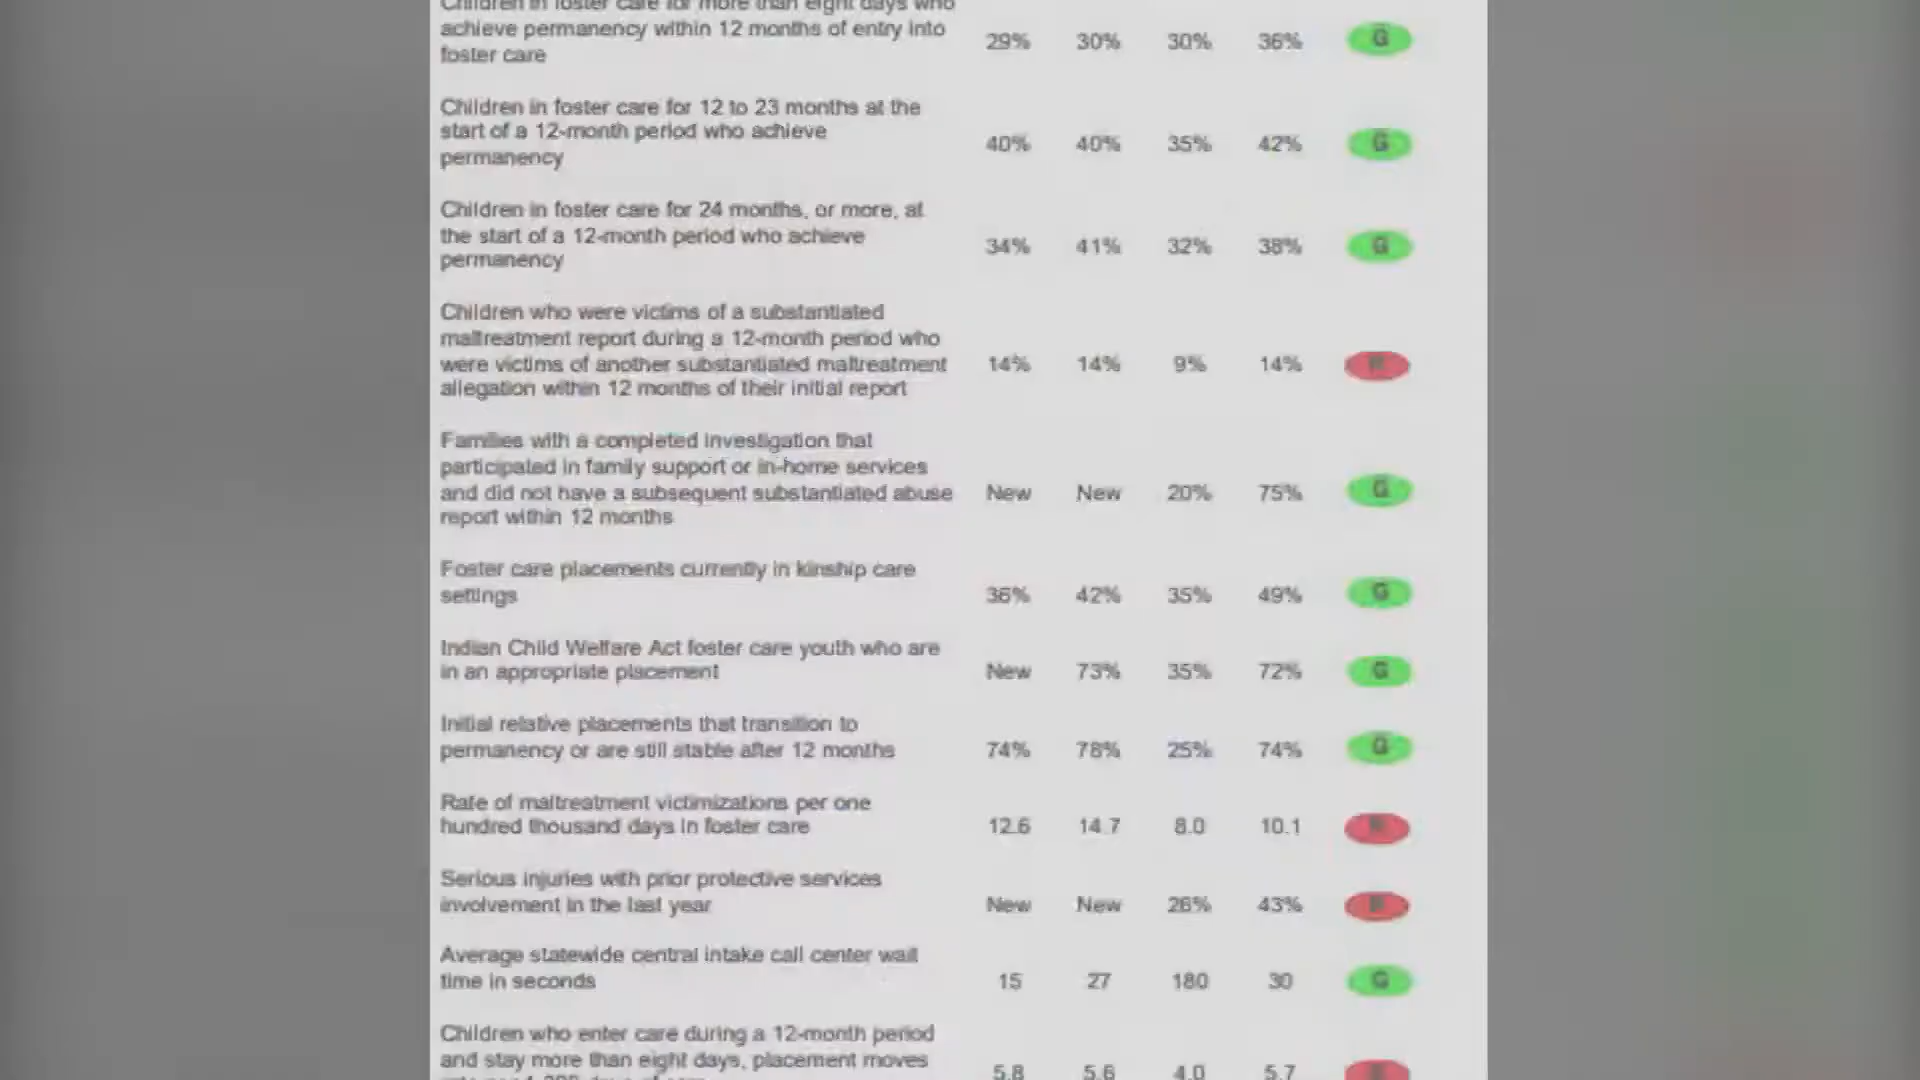 Children in foster care for more than eight days who
achieve permanency within 12 months of entry into
foster care
29% 30% 30% 36% G
Children in foster care for 12 to 23 months at the
start of a 12-month period who achieve
permanency
40% 40% 35% 42% G
Children in foster care for 24 months, or more, at
the start of a 12-month period who achieve
permanency
34% 41% 32% 38% G
Children who were victims of a substantiated
maltreatment report during a 12-month period who
were victims of another substantiated maltreatment
allegation within 12 months of their initial report
14% 14% 9% 14% R
Families with a completed investigation that
participated in family support or in-home services
and did not have a subsequent substantiated abuse
report within 12 months
New New 20% 75% G
Foster care placements currently in kinship care
settings
36% 42% 35% 49% G
Indian Child Welfare Act foster care youth who are
in an appropriate placement
New 73% 35% 72% G
Initial relative placements that transition to
permanency or are still stable after 12 months
74% 78% 25% 74% G
Rate of maltreatment victimizations per one
hundred thousand days in foster care
12.6 14.7 8.0 10.1 R
Serious injuries with prior protective services
involvement in the last year
New New 26% 43% R
Average statewide central intake call center wait
time in seconds
15 27 180 30 G
Children who enter care during a 12-month period
and stay more than eight days, placement moves
5.8 5.6 4.0 5.7